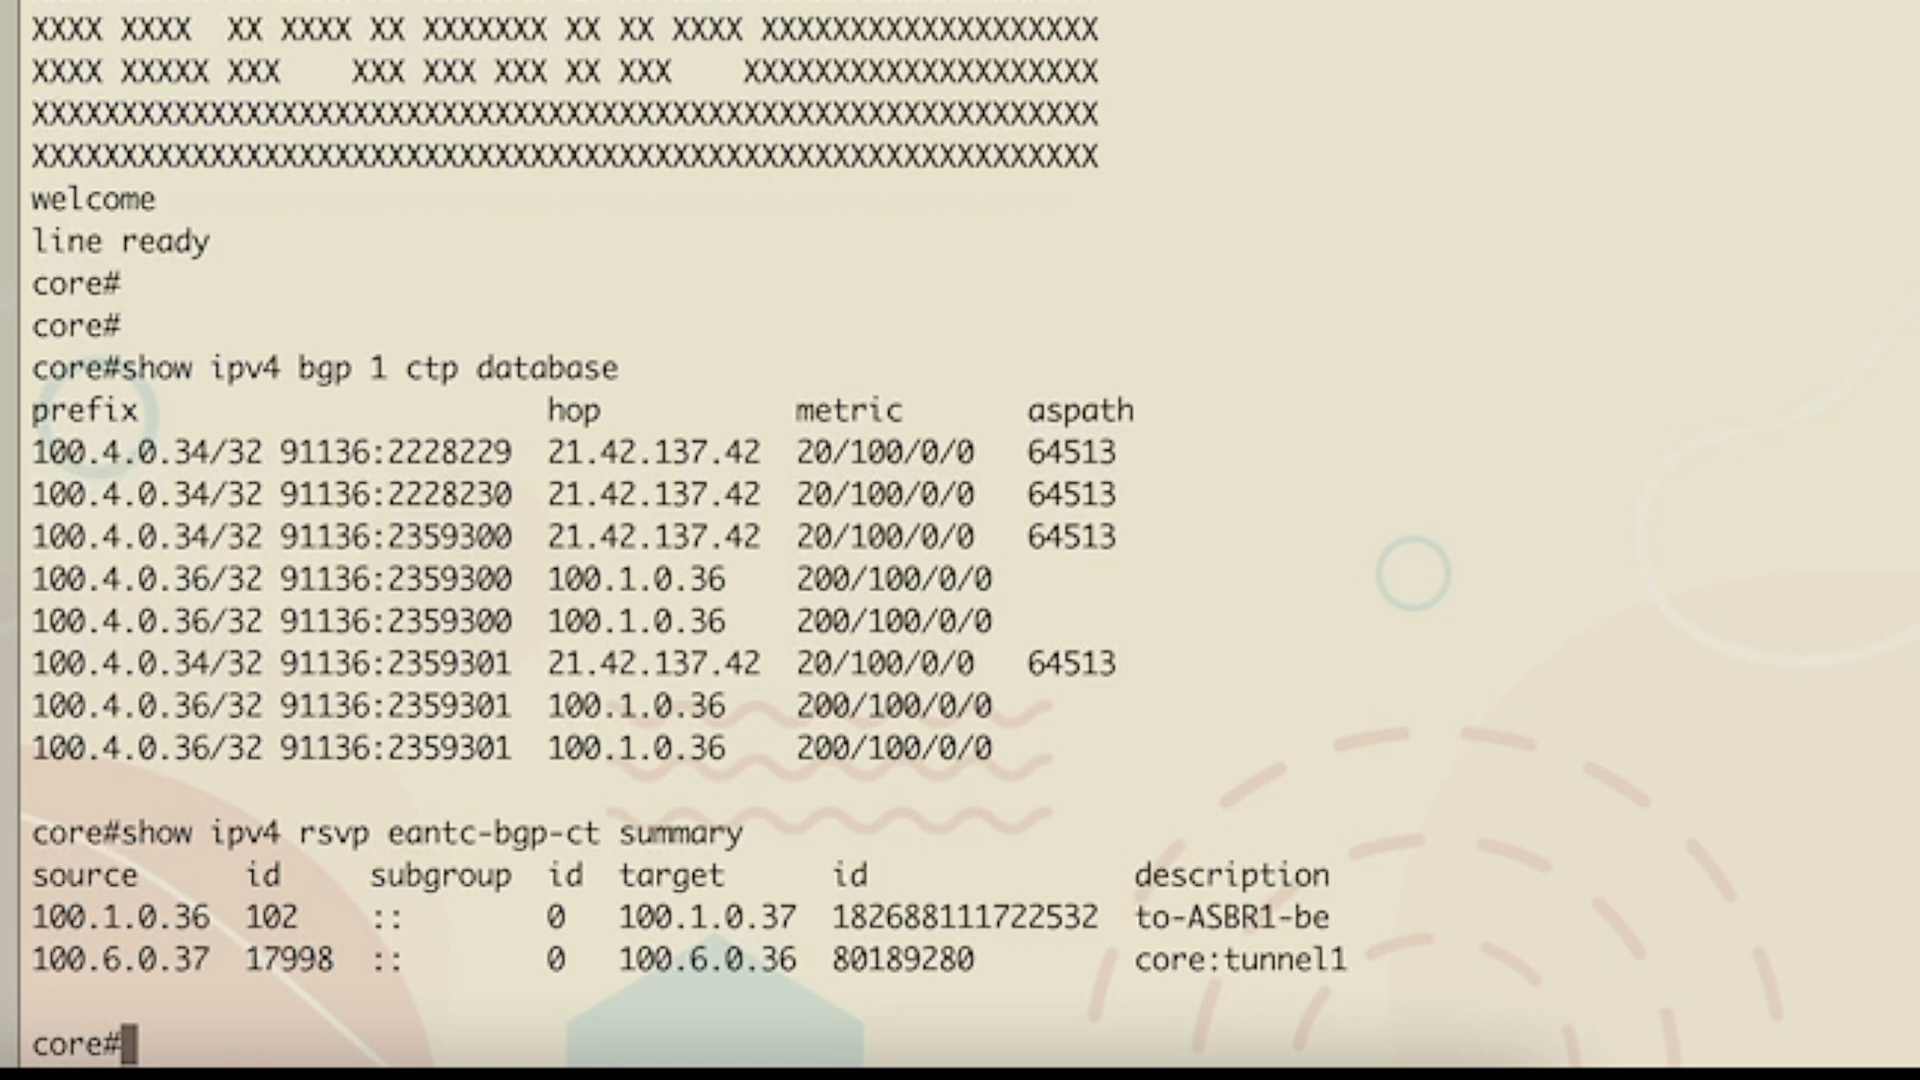 XXXX XXXX  XX XXXX XX XXXXXXX XX XX XXXX XXXXXXXXXXXXXXXXXXX
XXXX XXXXX XXX    XXX XXX XXX XX XXX    XXXXXXXXXXXXXXXXXXXX
XXXXXXXXXXXXXXXXXXXXXXXXXXXXXXXXXXXXXXXXXXXXXXXXXXXXXXXXXXXX
XXXXXXXXXXXXXXXXXXXXXXXXXXXXXXXXXXXXXXXXXXXXXXXXXXXXXXXXXXXX
welcome
line ready
core#
core#
core#show ipv4 bgp 1 ctp database
prefix                       hop           metric       aspath
100.4.0.34/32 91136:2228229  21.42.137.42  20/100/0/0   64513
100.4.0.34/32 91136:2228230  21.42.137.42  20/100/0/0   64513
100.4.0.34/32 91136:2359300  21.42.137.42  20/100/0/0   64513
100.4.0.36/32 91136:2359300  100.1.0.36    200/100/0/0
100.4.0.36/32 91136:2359300  100.1.0.36    200/100/0/0
100.4.0.34/32 91136:2359301  21.42.137.42  20/100/0/0   64513
100.4.0.36/32 91136:2359301  100.1.0.36    200/100/0/0
100.4.0.36/32 91136:2359301  100.1.0.36    200/100/0/0
core#show ipv4 rsvp eantc-bgp-ct summary
source      id     subgroup  id  target      id              description
100.1.0.36  102    ::        0   100.1.0.37  182688111722532  to-ASBR1-be
100.6.0.37  17998  ::        0   100.6.0.36  80189280         core:tunnel1
core#